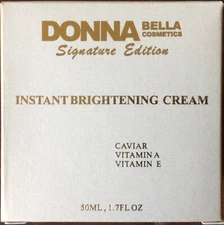 DONNA BELLA COSMETICS
Signature Edition
INSTANT BRIGHTENING CREAM
CAVIAR
VITAMIN A
VITAMIN E
50ML, 1.7FL OZ